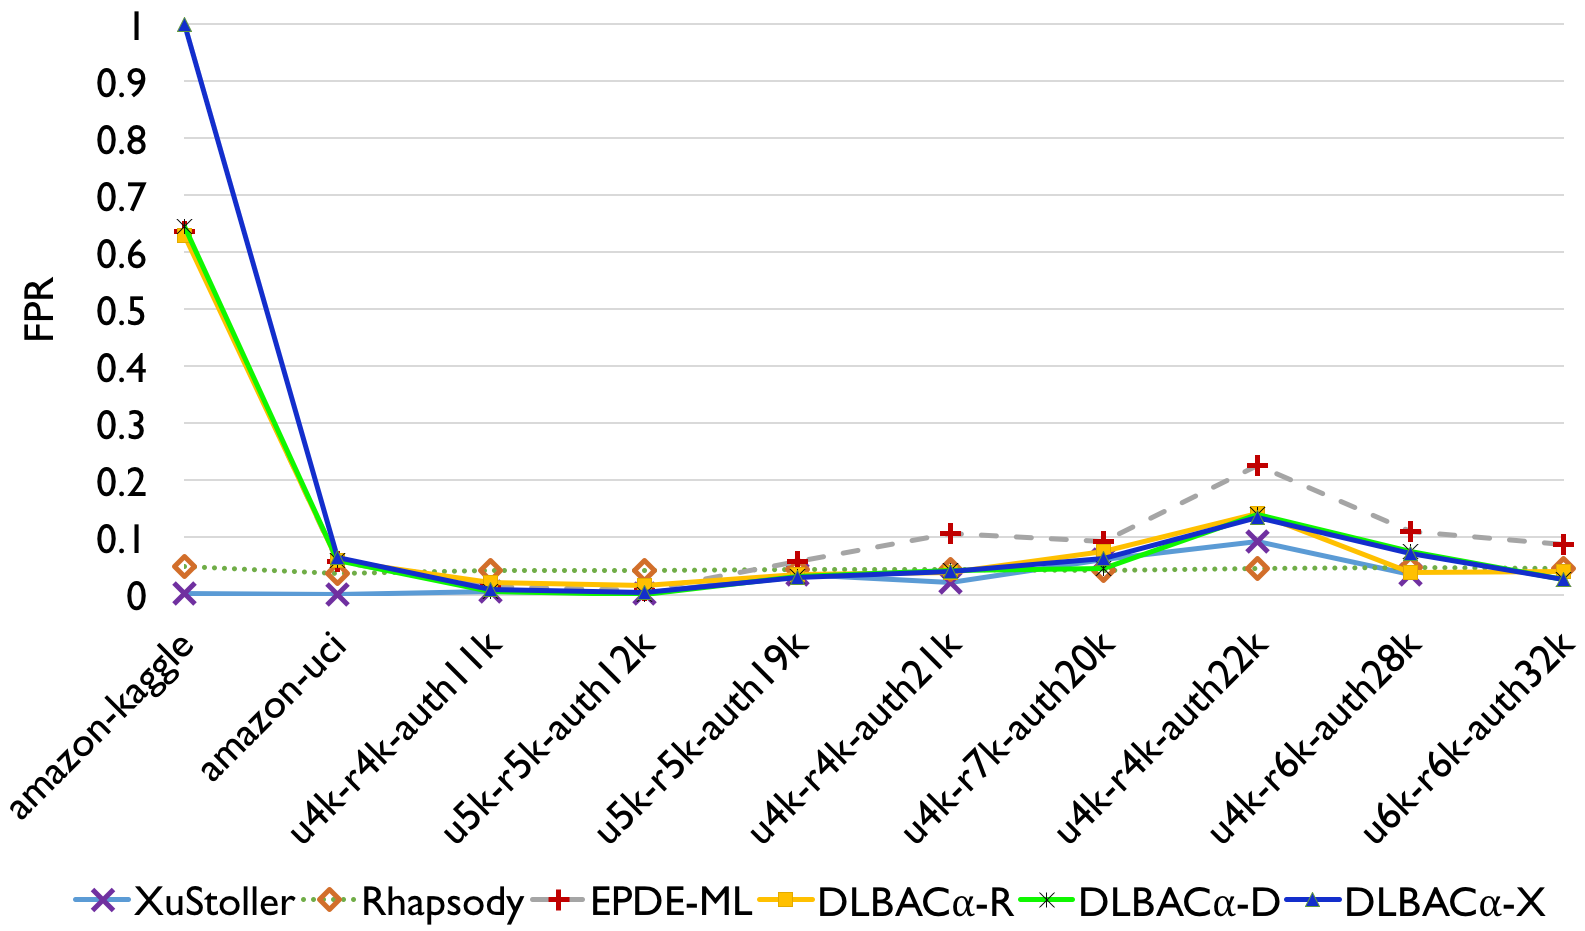 1
0.9
0.8
0.7
0.6
0.5
0.4
0.3
0.2
0.1
0
FPR
amazon-kaggle
amazon-uci
u4k-r4k-auth11k
u5k-r5k-auth12k
u5k-r5k-auth19k
u4k-r4k-auth21k
u4k-r7k-auth20k
u4k-r4k-auth22k
u4k-r6k-auth28k
u6k-r6k-auth32k
XuStoller Rhapsody EPDE-ML DLBACα-R DLBACα-D DLBACα-X